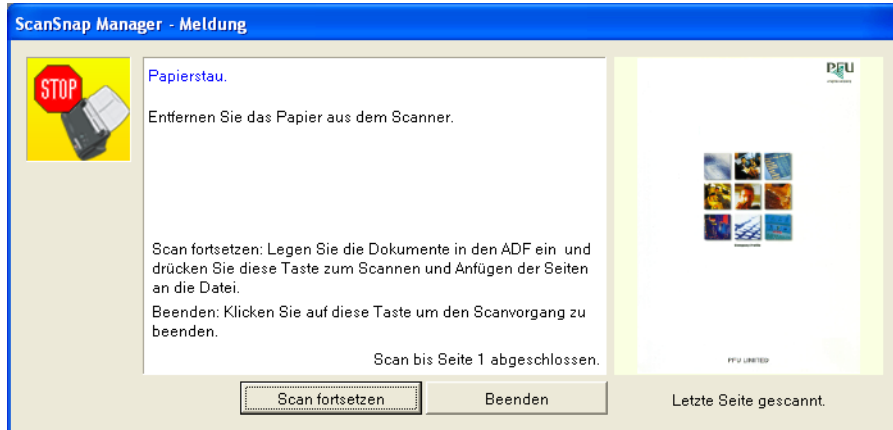 ScanSnap Manager - Meldung
STOP
Papierstau.
Entfernen Sie das Papier aus dem Scanner.
Scan fortsetzen: Legen Sie die Dokumente in den ADF ein und
drücken Sie diese Taste zum Scannen und Anfügen der Seiten
an die Datei.
Beenden: Klicken Sie auf diese Taste um den Scanvorgang zu
beenden.
Scan bis Seite 1 abgeschlossen.
PFU
PFU LIMITED
Scan fortsetzen
Beenden
Letzte Seite gescannt.